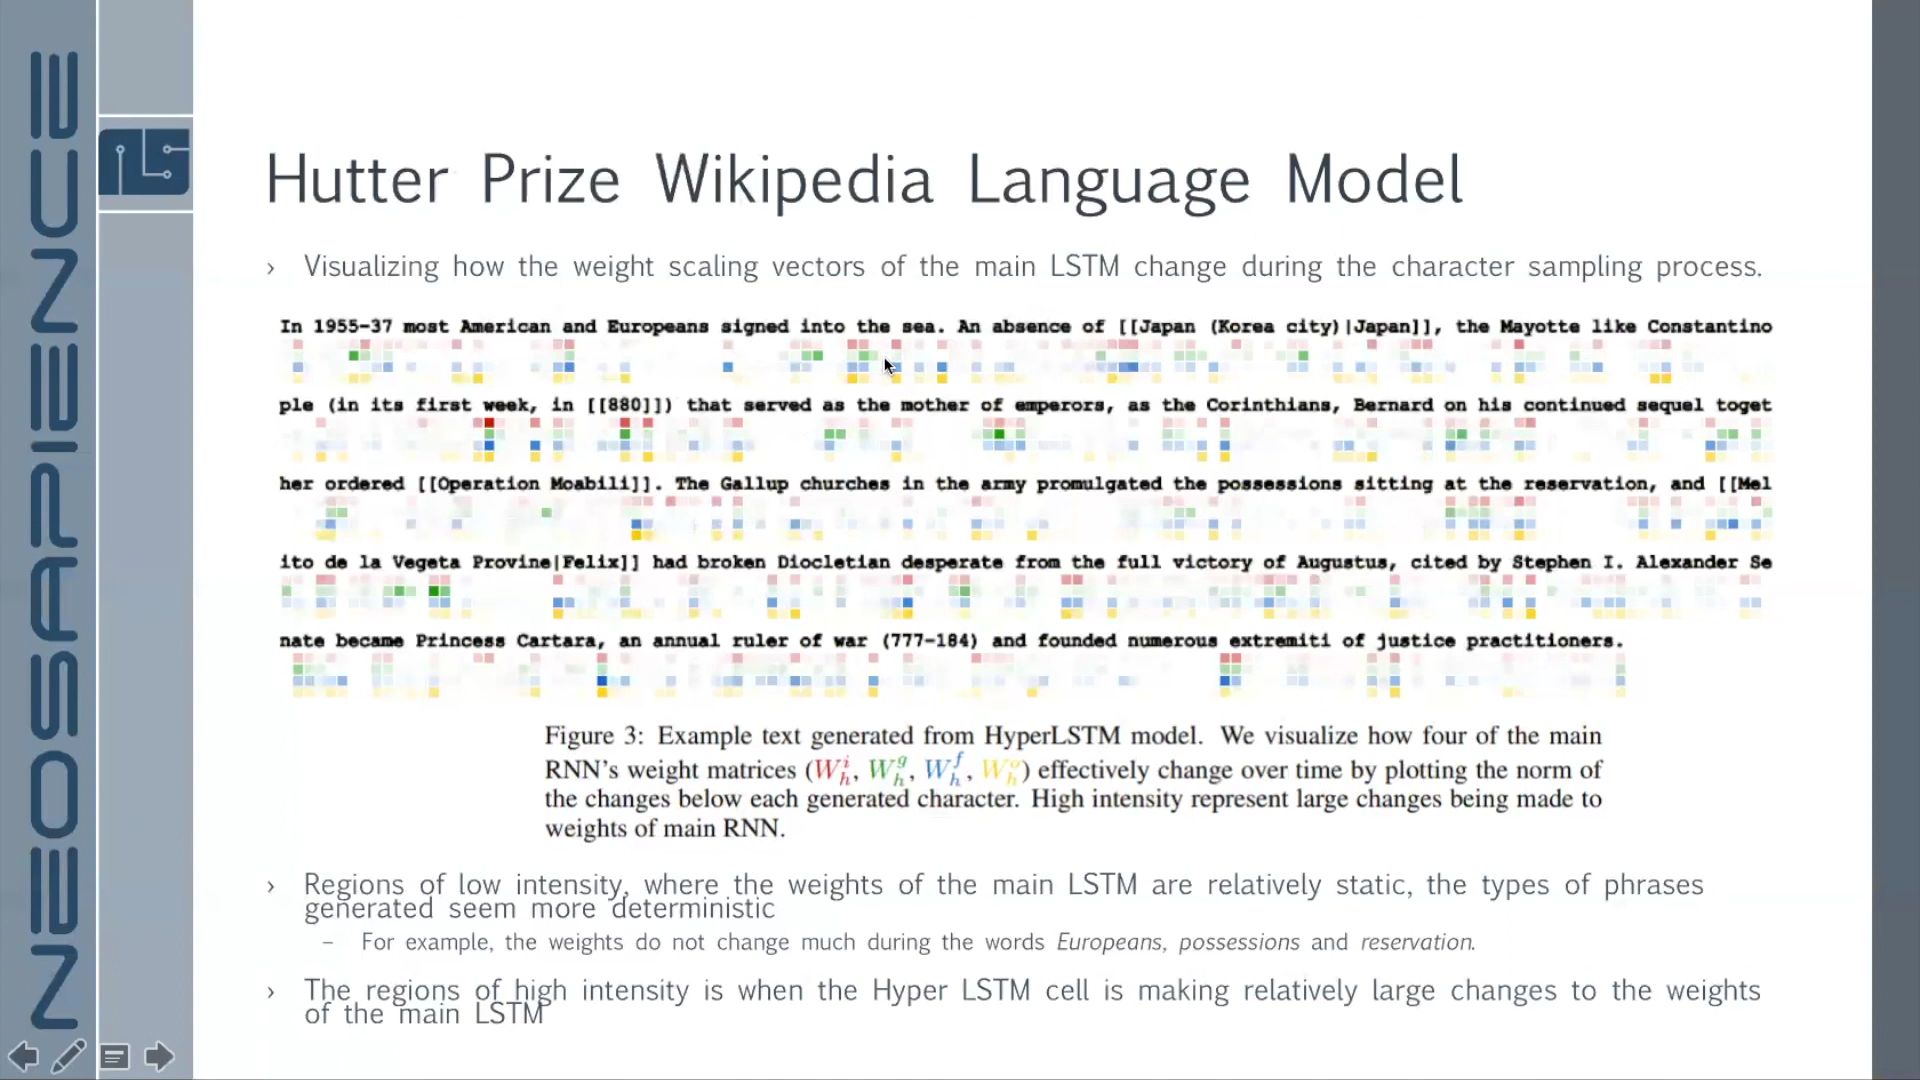 NEOSAPIENCE
Hutter Prize Wikipedia Language Model
› Visualizing how the weight scaling vectors of the main LSTM change during the character sampling process.
In 1955-37 most American and Europeans signed into the sea. An absence of [[Japan (Korea city)|Japan]], the Mayotte like Constantino
ple (in its first week, in [[880]]) that served as the mother of emperors, as the Corinthians, Bernard on his continued sequel toget
her ordered [[Operation Moabili]]. The Gallup churches in the army promulgated the possessions sitting at the reservation, and [[Mel
ito de la Vegeta Provine|Felix]] had broken Diocletian desperate from the full victory of Augustus, cited by Stephen I. Alexander Se
nate became Princess Cartara, an annual ruler of war (777-184) and founded numerous extremiti of justice practitioners.
Figure 3: Example text generated from HyperLSTM model. We visualize how four of the main
RNN's weight matrices (W_h^i, W_h^g, W_h^f, W_h^o) effectively change over time by plotting the norm of
the changes below each generated character. High intensity represent large changes being made to
weights of main RNN.
› Regions of low intensity, where the weights of the main LSTM are relatively static, the types of phrases
generated seem more deterministic
– For example, the weights do not change much during the words Europeans, possessions and reservation.
› The regions of high intensity is when the Hyper LSTM cell is making relatively large changes to the weights
of the main LSTM